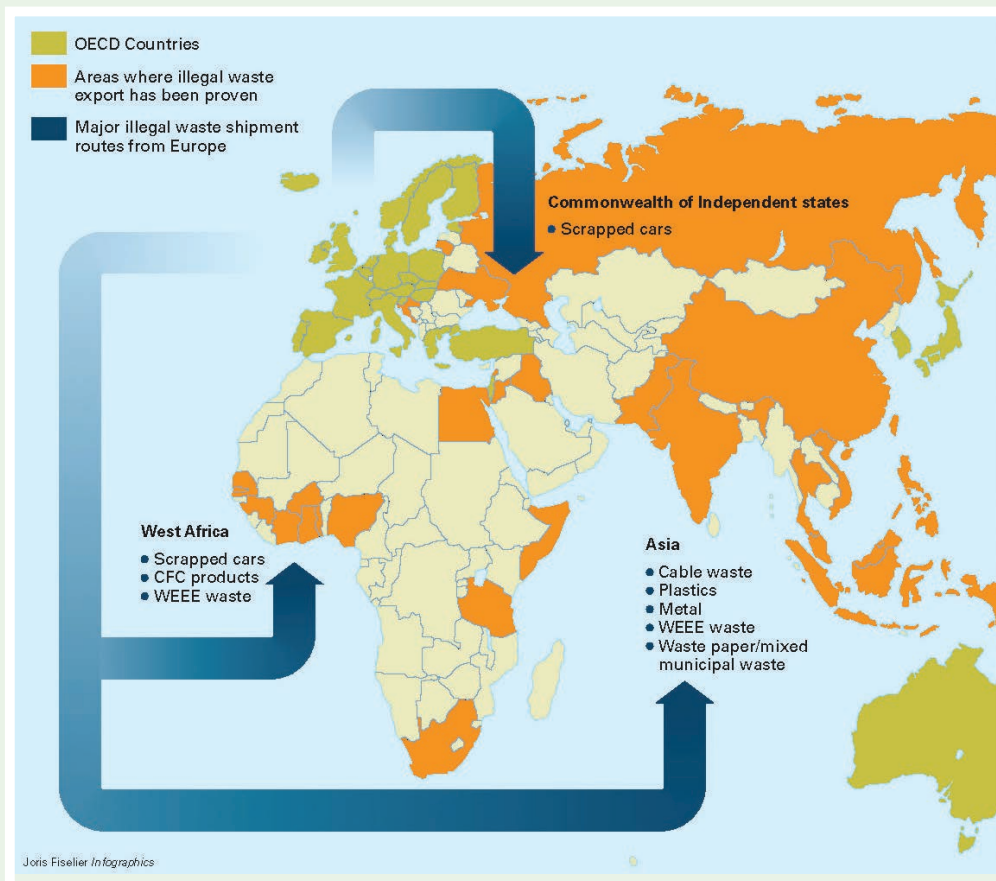 OECD Countries
Areas where illegal waste
export has been proven
Major illegal waste shipment
routes from Europe
Commonwealth of Independent states
• Scrapped cars
West Africa
• Scrapped cars
• CFC products
• WEEE waste
Asia
• Cable waste
• Plastics
• Metal
• WEEE waste
• Waste paper/mixed
municipal waste
Joris Fiselier Infographics